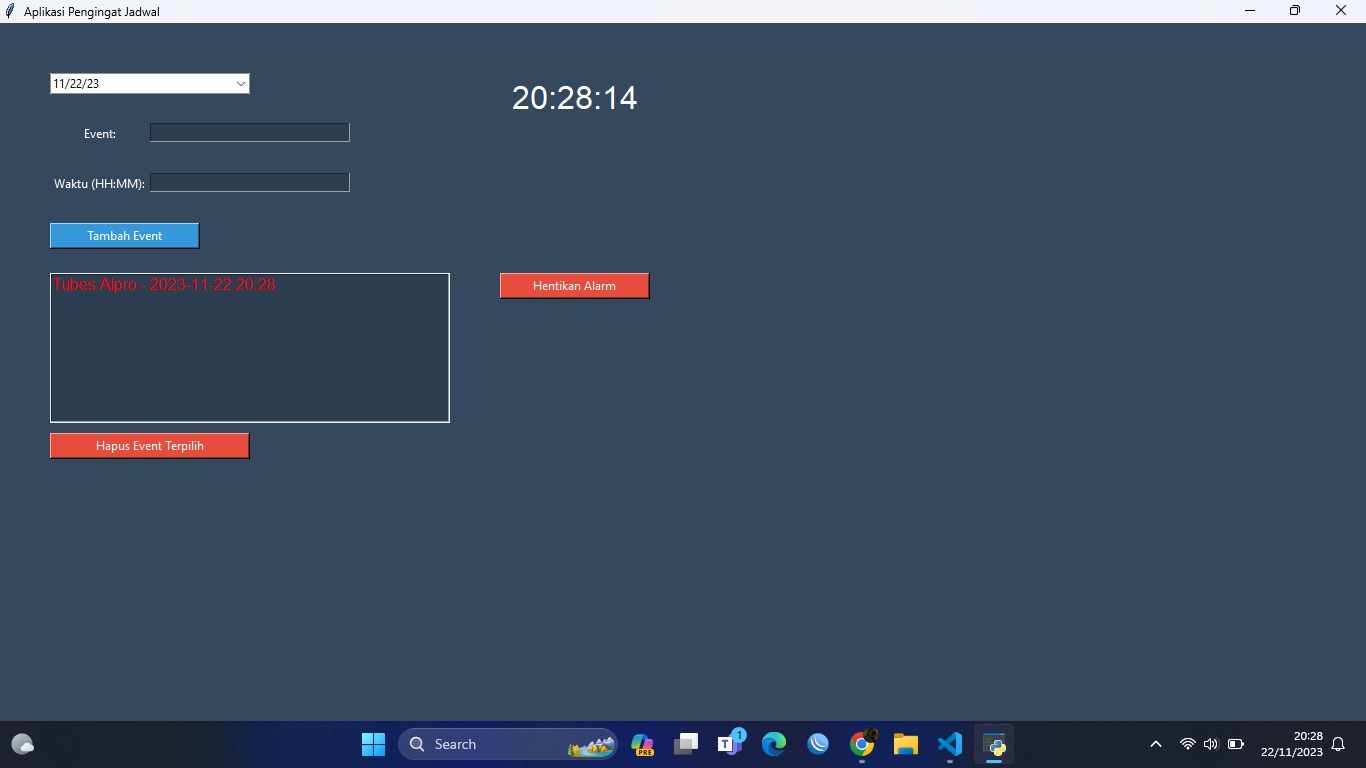 Aplikasi Pengingat Jadwal
11/22/23
20:28:14
Event:
Waktu (HH:MM):
Tambah Event
Tubes Alpro - 2023-11-22 20:28
Hentikan Alarm
Hapus Event Terpilih
Search
PRE
T
1
20:28
22/11/2023